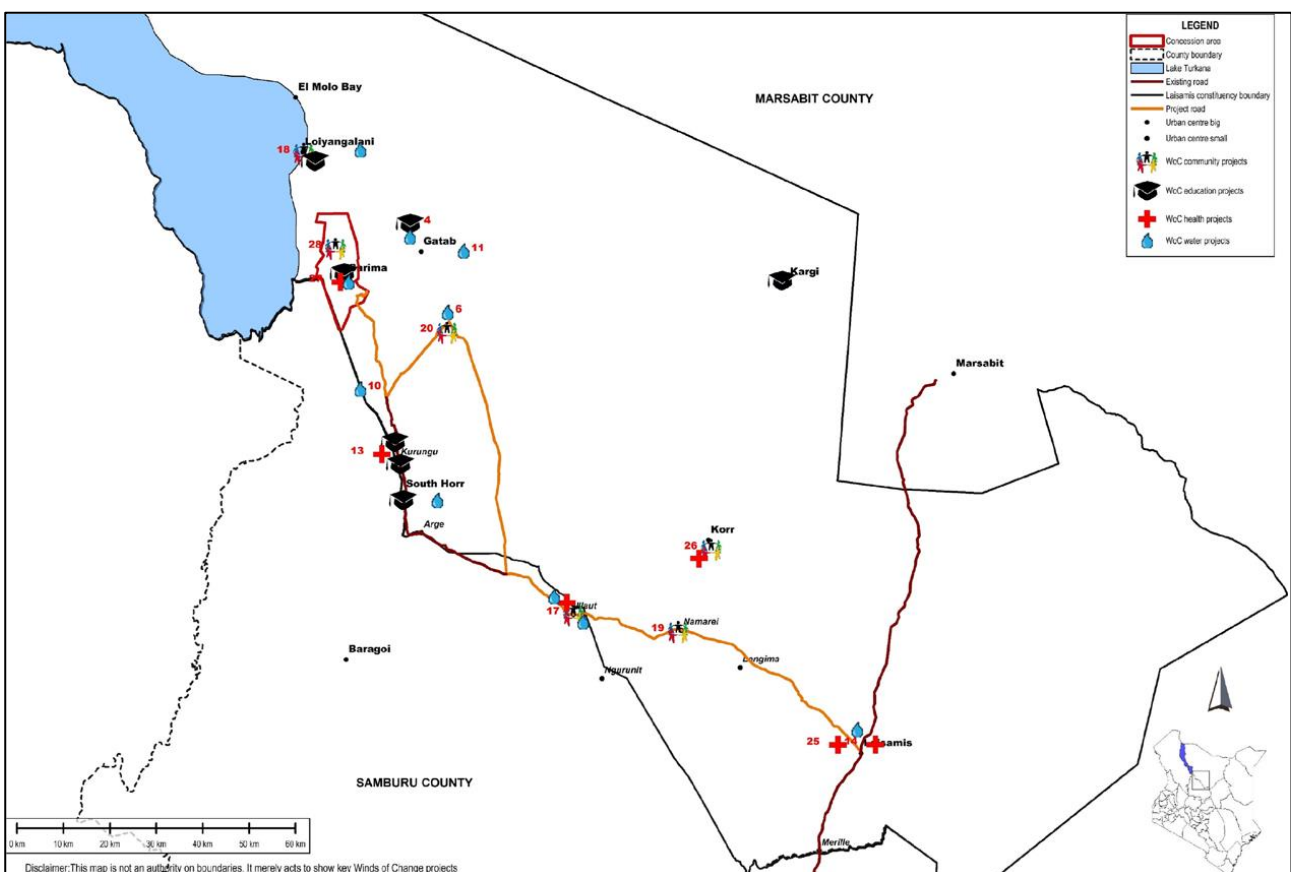 LEGEND
Concession area
County boundary
Lake Turkana
Existing road
Laisamis constituency boundary
Project road
Urban centre big
Urban centre small
WoC community projects
WoC education projects
WoC health projects
WoC water projects
El Molo Bay
MARSABIT COUNTY
Loiyangalani
18
4
Gatab
11
28
Kargi
6
20
Marsabit
10
13
Kurungu
South Horr
Arge
Korr
26
17
19
Namarei
Baragoi
Ngurunit
25
14
SAMBURU COUNTY
Merille
0 km 10 km 20 km 30 km 40 km 50 km 60 km
Disclaimer:This map is not an authority on boundaries. It merely acts to show key Winds of Change projects